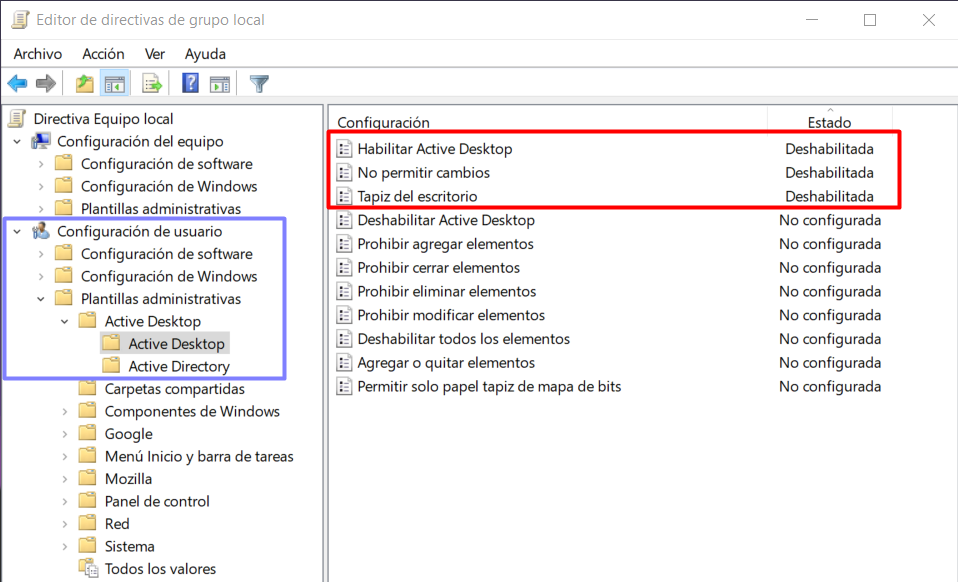 Editor de directivas de grupo local
Archivo Acción Ver Ayuda
Directiva Equipo local
Configuración del equipo
Configuración de software
Configuración de Windows
Plantillas administrativas
Configuración de usuario
Configuración de software
Configuración de Windows
Plantillas administrativas
Active Desktop
Active Desktop
Active Directory
Carpetas compartidas
Componentes de Windows
Google
Menú Inicio y barra de tareas
Mozilla
Panel de control
Red
Sistema
Todos los valores
Configuración Estado
Habilitar Active Desktop Deshabilitada
No permitir cambios Deshabilitada
Tapiz del escritorio Deshabilitada
Deshabilitar Active Desktop No configurada
Prohibir agregar elementos No configurada
Prohibir cerrar elementos No configurada
Prohibir eliminar elementos No configurada
Prohibir modificar elementos No configurada
Deshabilitar todos los elementos No configurada
Agregar o quitar elementos No configurada
Permitir solo papel tapiz de mapa de bits No configurada